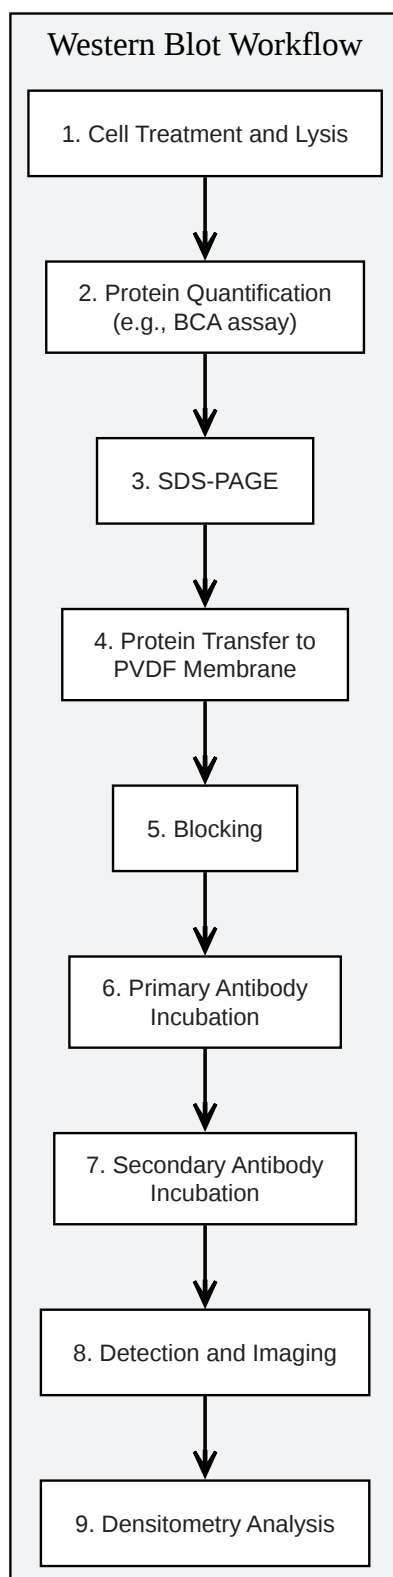 Western Blot Workflow
1. Cell Treatment and Lysis
2. Protein Quantification
(e.g., BCA assay)
3. SDS-PAGE
4. Protein Transfer to
PVDF Membrane
5. Blocking
6. Primary Antibody
Incubation
7. Secondary Antibody
Incubation
8. Detection and Imaging
9. Densitometry Analysis